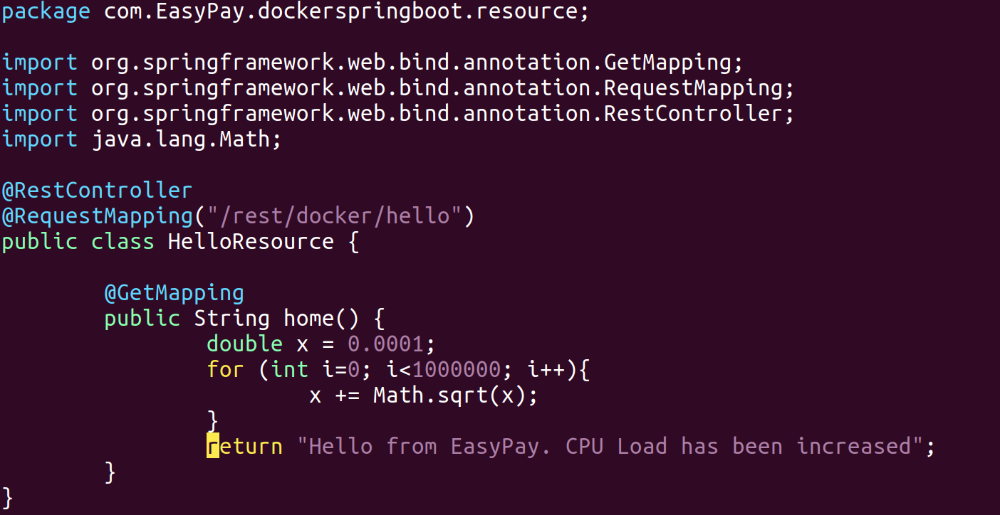 package com.EasyPay.dockerspringboot.resource;
import org.springframework.web.bind.annotation.GetMapping;
import org.springframework.web.bind.annotation.RequestMapping;
import org.springframework.web.bind.annotation.RestController;
import java.lang.Math;
@RestController
@RequestMapping("/rest/docker/hello")
public class HelloResource {
@GetMapping
public String home() {
double x = 0.0001;
for (int i=0; i<1000000; i++){
x += Math.sqrt(x);
}
return "Hello from EasyPay. CPU Load has been increased";
}
}